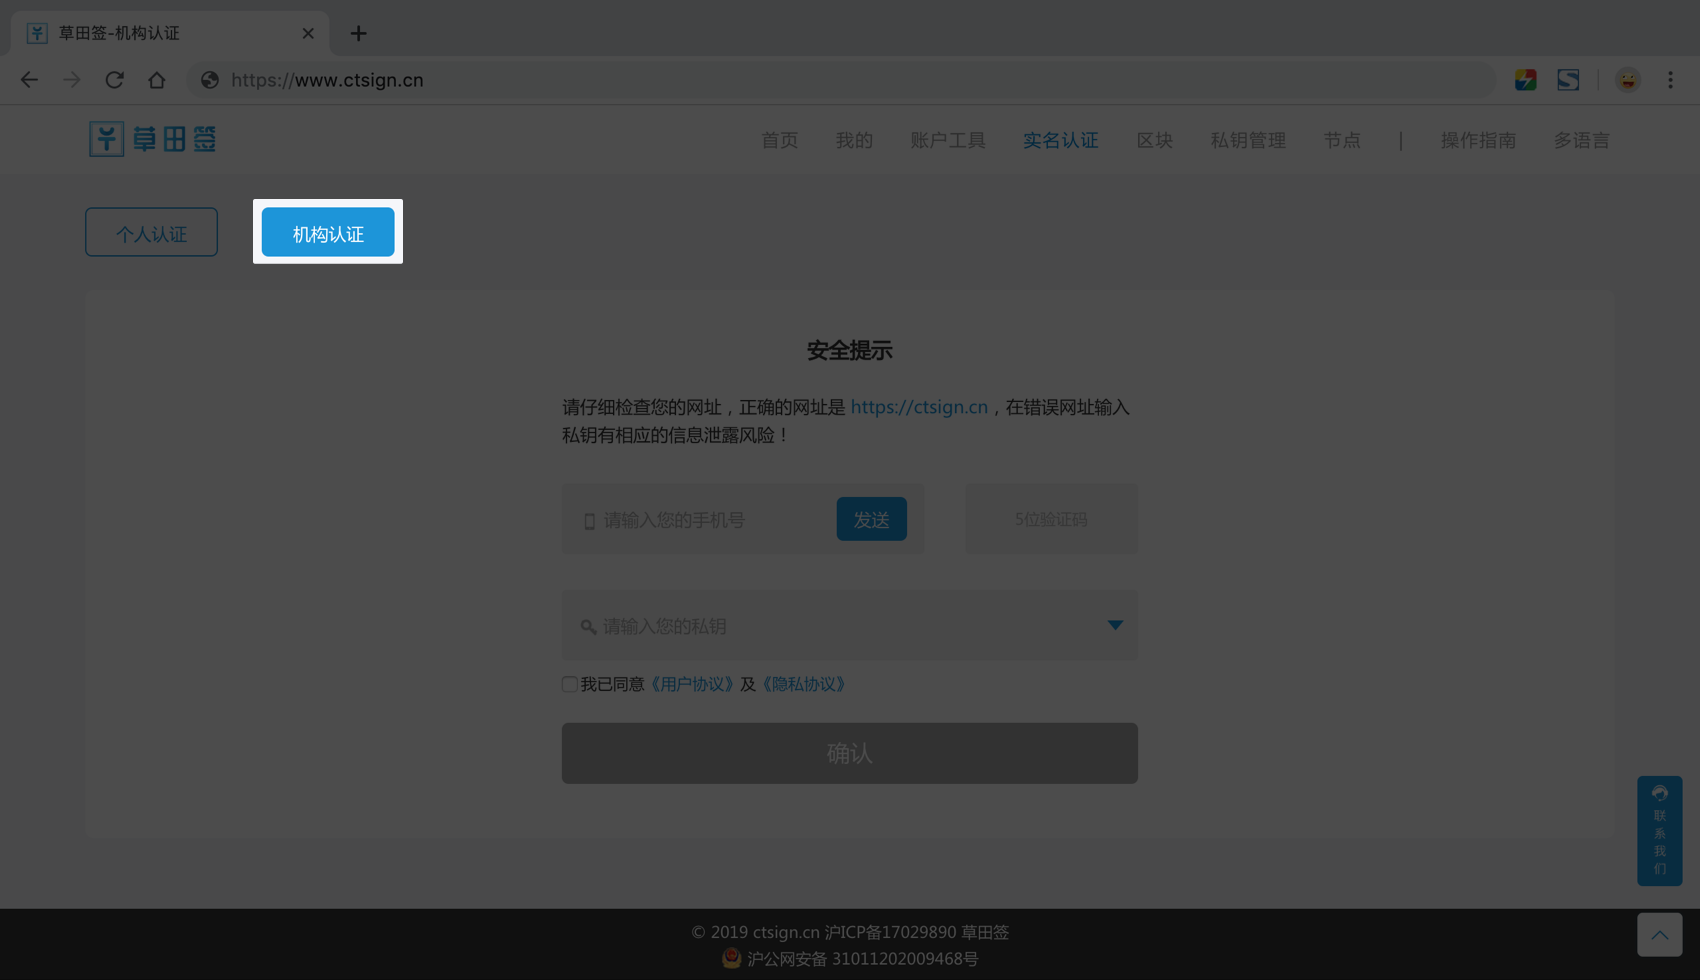 草田签-机构认证
https://www.ctsign.cn
草田签
首页 我的 账户工具 实名认证 区块 私钥管理 节点 | 操作指南 多语言
个人认证 机构认证
安全提示
请仔细检查您的网址，正确的网址是 https://ctsign.cn，在错误网址输入
私钥有相应的信息泄露风险！
请输入您的手机号 发送 5位验证码
请输入您的私钥
我已同意《用户协议》及《隐私协议》
确认
联
系
我
们
© 2019 ctsign.cn 沪ICP备17029890 草田签
沪公网安备 31011202009468号